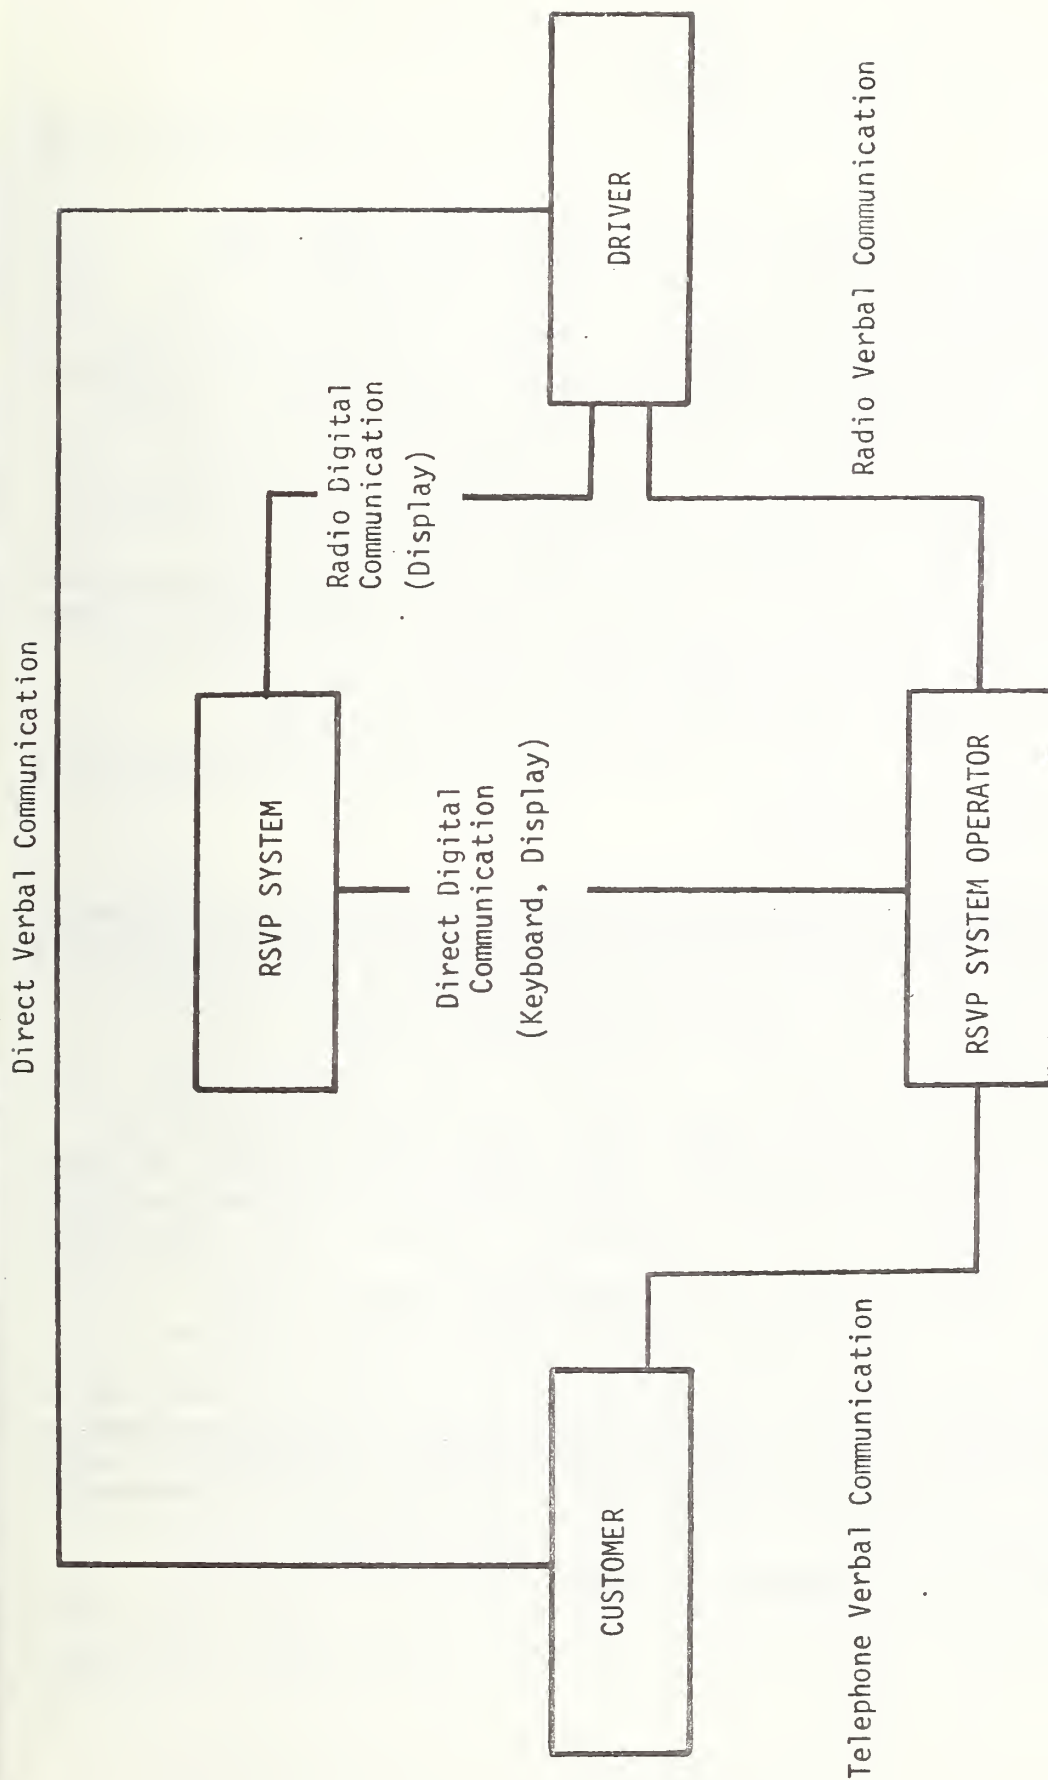 Direct Verbal Communication
RSVP SYSTEM
Radio Digital
Communication
(Display)
Direct Digital
Communication
(Keyboard, Display)
CUSTOMER
DRIVER
Telephone Verbal Communication
RSVP SYSTEM OPERATOR
Radio Verbal Communication